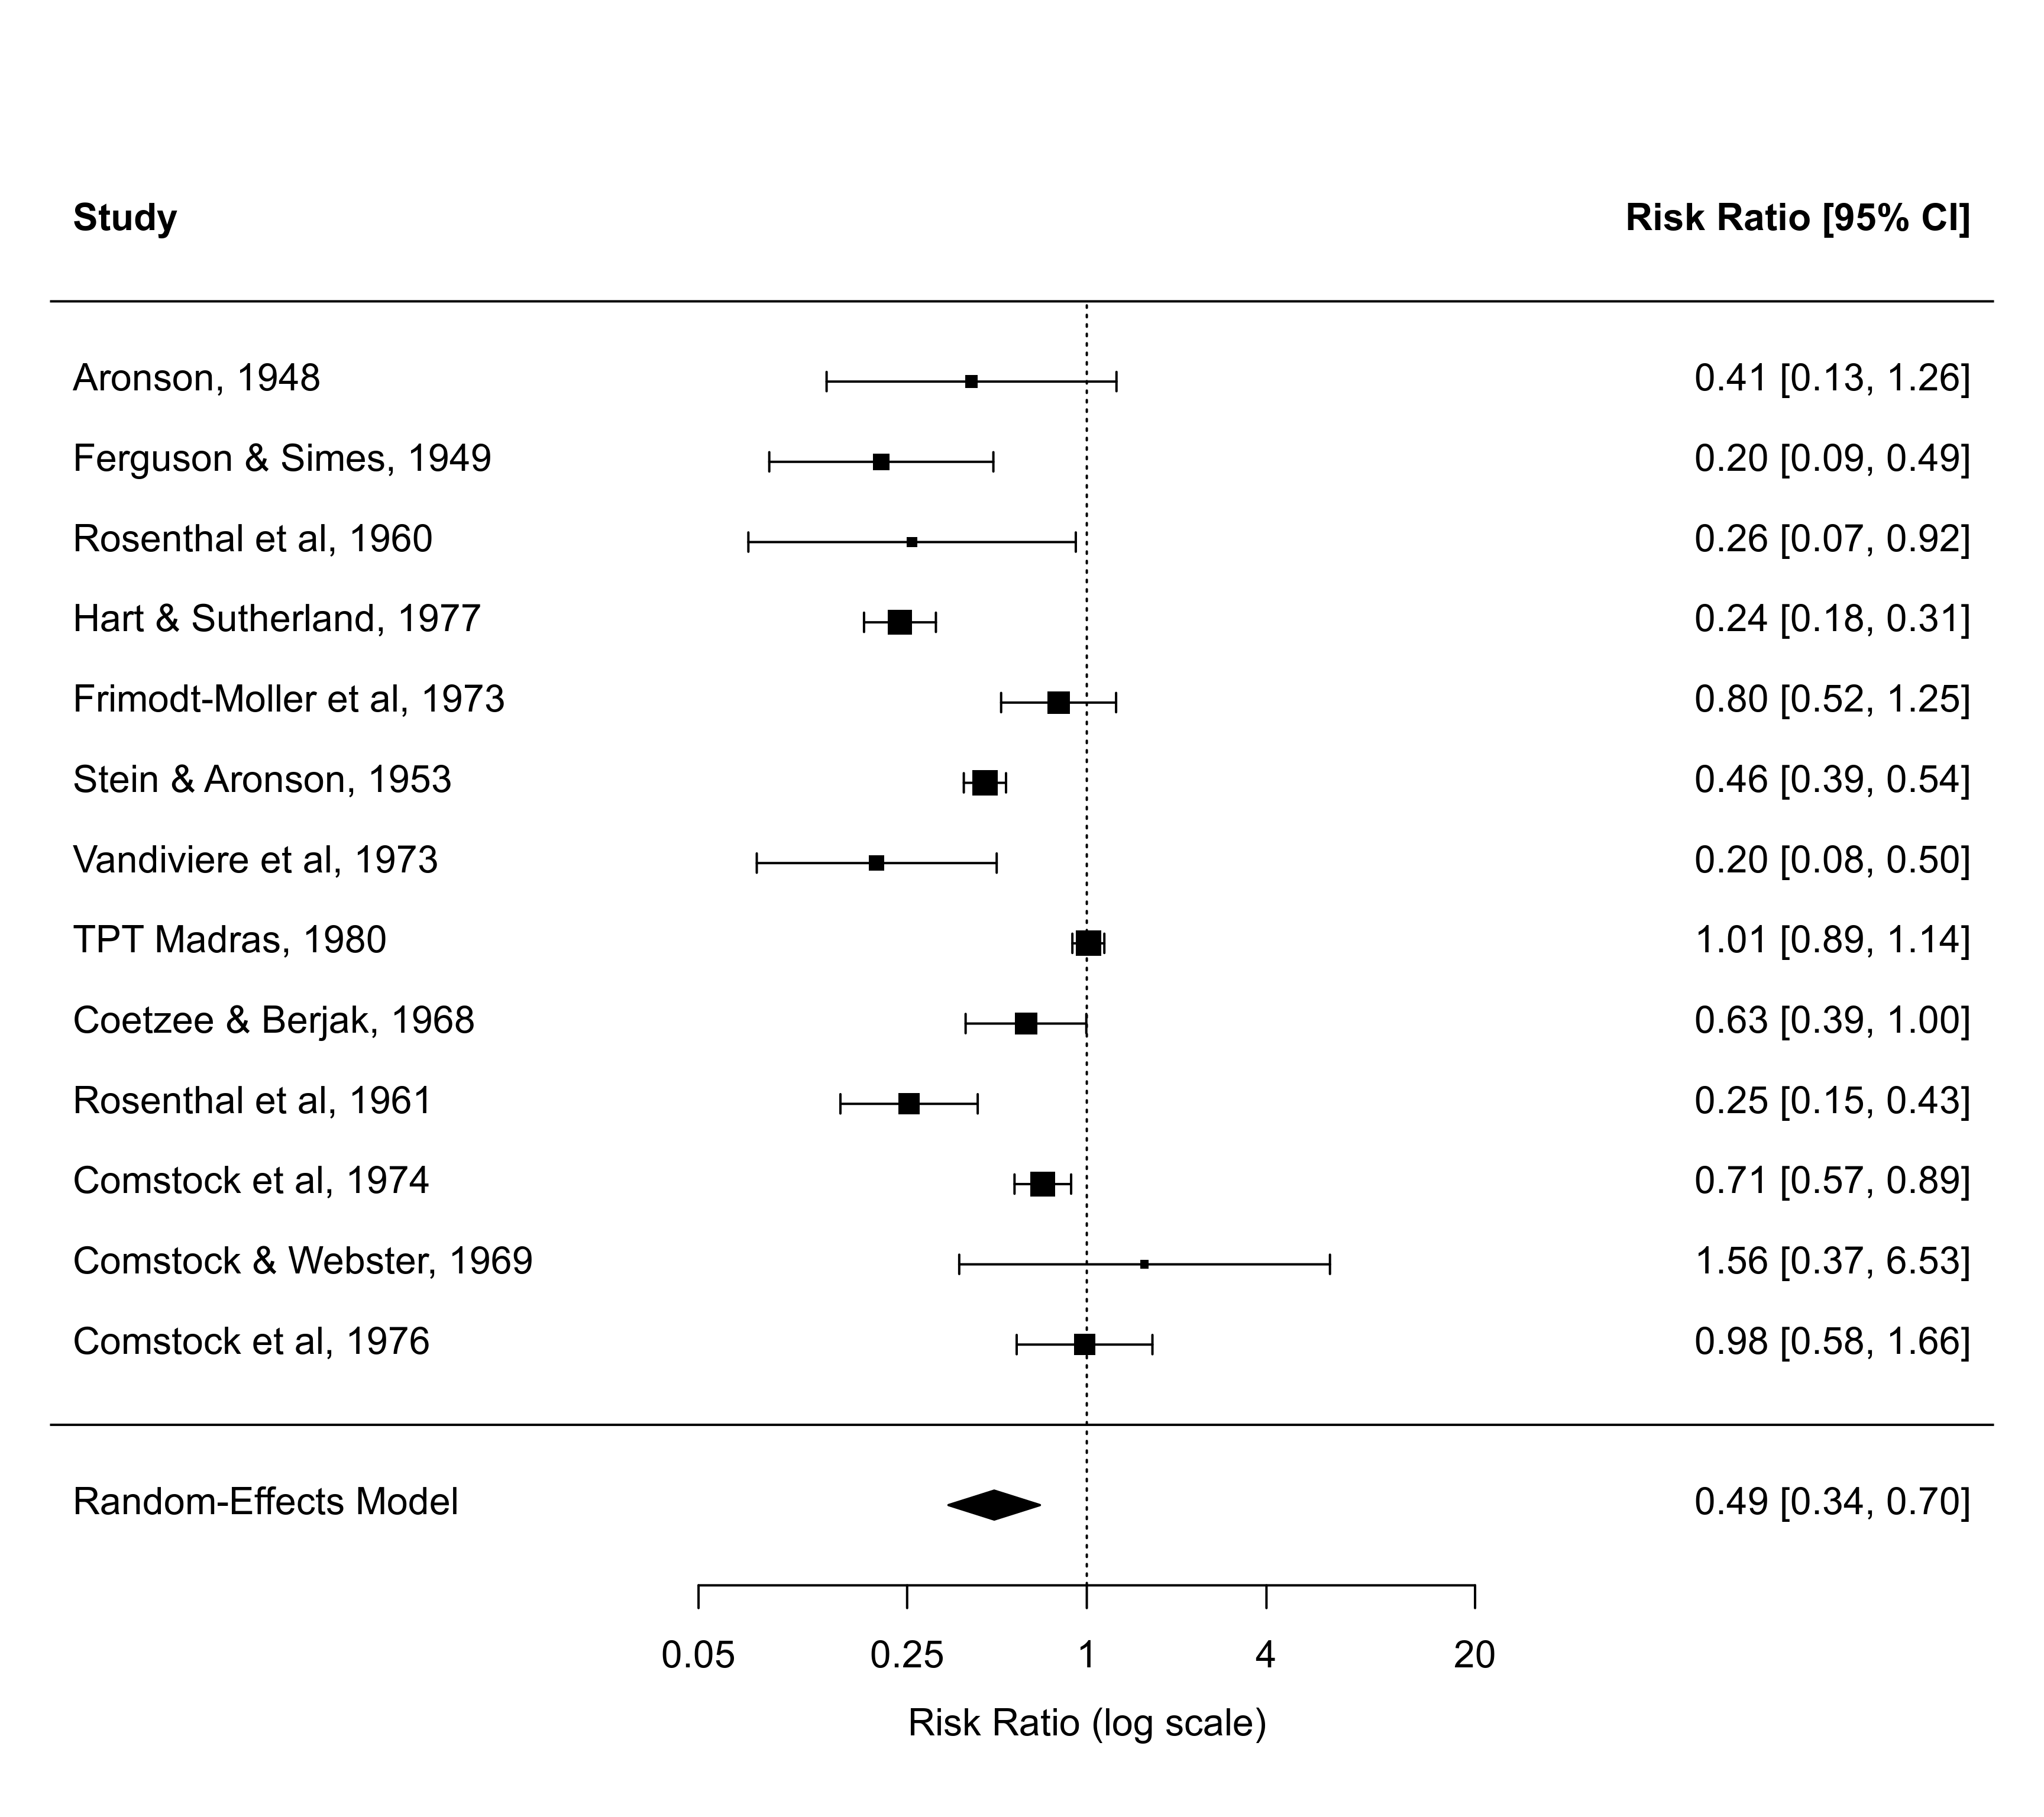 Study Risk Ratio [95% CI]
Aronson, 1948 0.41 [0.13, 1.26]
Ferguson & Simes, 1949 0.20 [0.09, 0.49]
Rosenthal et al, 1960 0.26 [0.07, 0.92]
Hart & Sutherland, 1977 0.24 [0.18, 0.31]
Frimodt-Moller et al, 1973 0.80 [0.52, 1.25]
Stein & Aronson, 1953 0.46 [0.39, 0.54]
Vandiviere et al, 1973 0.20 [0.08, 0.50]
TPT Madras, 1980 1.01 [0.89, 1.14]
Coetzee & Berjak, 1968 0.63 [0.39, 1.00]
Rosenthal et al, 1961 0.25 [0.15, 0.43]
Comstock et al, 1974 0.71 [0.57, 0.89]
Comstock & Webster, 1969 1.56 [0.37, 6.53]
Comstock et al, 1976 0.98 [0.58, 1.66]
Random-Effects Model 0.49 [0.34, 0.70]
0.05 0.25 1 4 20
Risk Ratio (log scale)